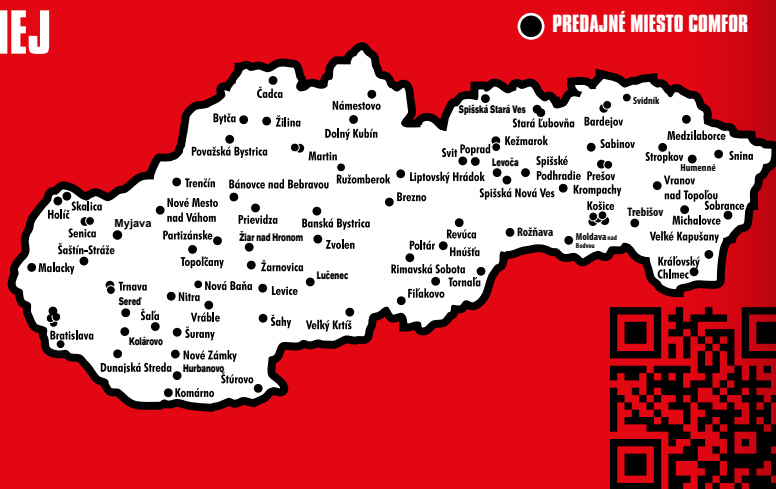 IEJ
PREDAJNÉ MIESTO COMFOR
Čadca
Námestovo
Spišská Stará Ves
Svidník
Bytča
Žilina
Dolný Kubín
Stará Ľubovňa
Bardejov
Medzilaborce
Považská Bystrica
Martin
Kežmarok
Sabinov
Stropkov
Snina
Svit
Poprad
Levoča
Spišské
Podhradie
Humenné
Prešov
Trenčín
Bánovce nad Bebravou
Ružomberok
Liptovský Hrádok
Spišská Nová Ves
Krompachy
Vranov
nad Topoľou
Skalica
Holíč
Nové Mesto
nad Váhom
Prievidza
Banská Bystrica
Brezno
Košice
Trebišov
Sobrance
Michalovce
Senica
Myjava
Partizánske
Žiar nad Hronom
Zvolen
Revúca
Rožňava
Moldava nad
Bodvou
Veľké Kapušany
Šaštín-Stráže
Poltár
Hnúšťa
Malacky
Topoľčany
Žarnovica
Rimavská Sobota
Tornaľa
Kráľovský
Chlmec
Trnava
Sereď
Nová Baňa
Lučenec
Nitra
Levice
Fiľakovo
Šaľa
Vráble
Šahy
Veľký Krtíš
Bratislava
Kolárovo
Šurany
Dunajská Streda
Nové Zámky
Hurbanovo
Štúrovo
Komárno